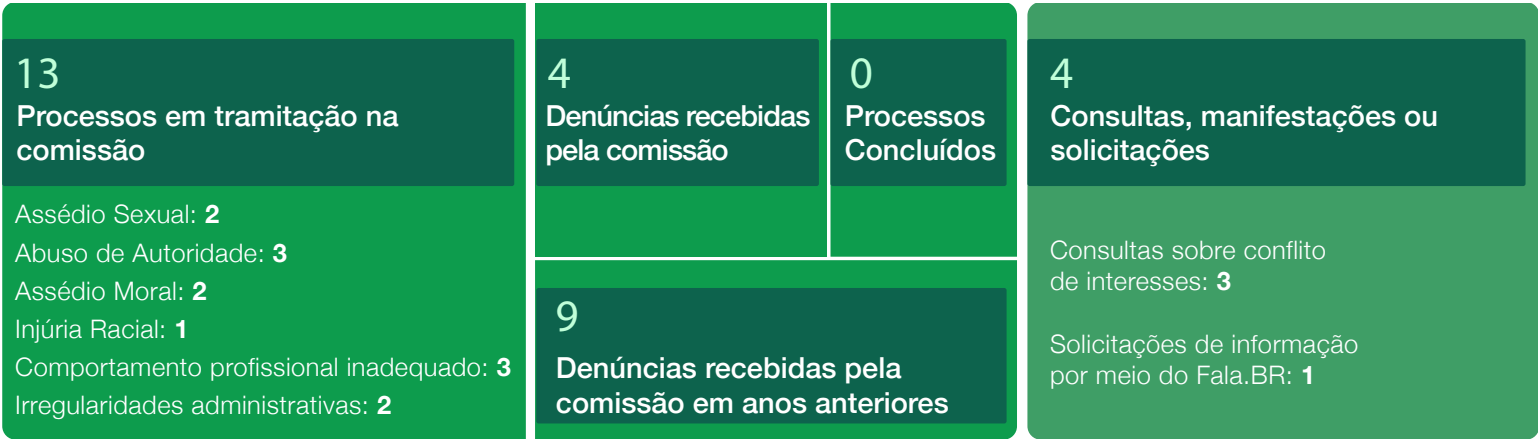 13
Processos em tramitação na
comissão
Assédio Sexual: 2
Abuso de Autoridade: 3
Assédio Moral: 2
Injúria Racial: 1
Comportamento profissional inadequado: 3
Irregularidades administrativas: 2
4
Denúncias recebidas
pela comissão
0
Processos
Concluídos
9
Denúncias recebidas pela
comissão em anos anteriores
4
Consultas, manifestações ou
solicitações
Consultas sobre conflito
de interesses: 3
Solicitações de informação
por meio do Fala.BR: 1